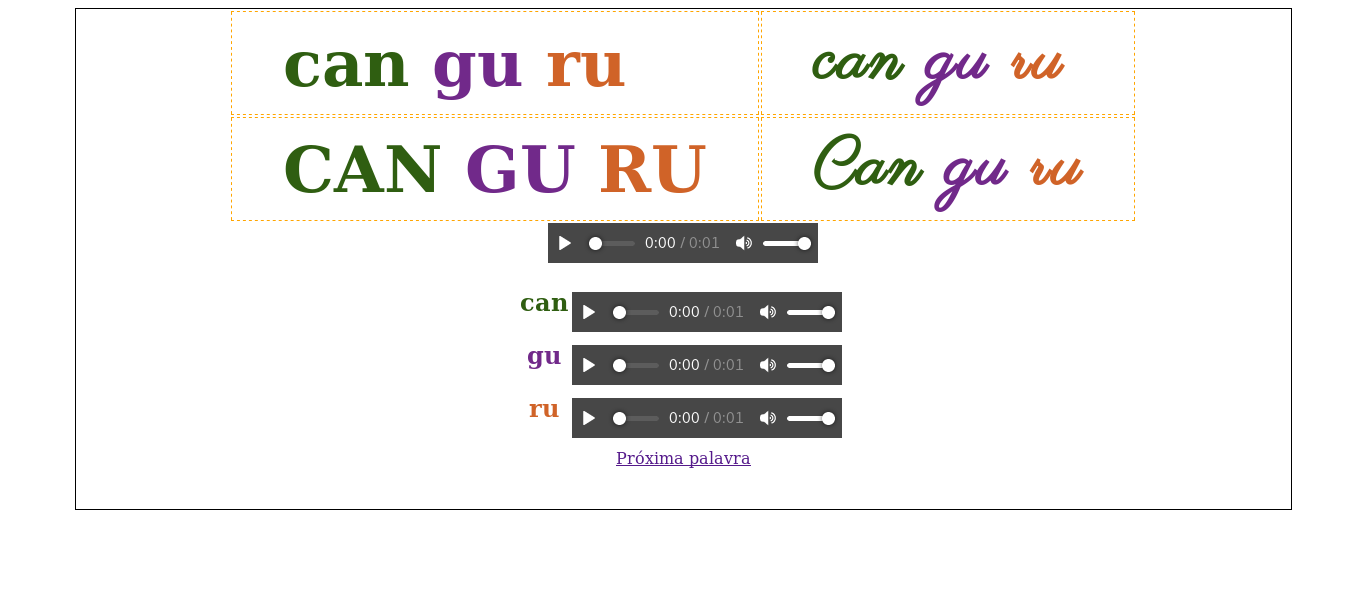 can gu ru can gu ru
CAN GU RU Can gu ru
0:00 / 0:01
can 0:00 / 0:01
gu 0:00 / 0:01
ru 0:00 / 0:01
Próxima palavra